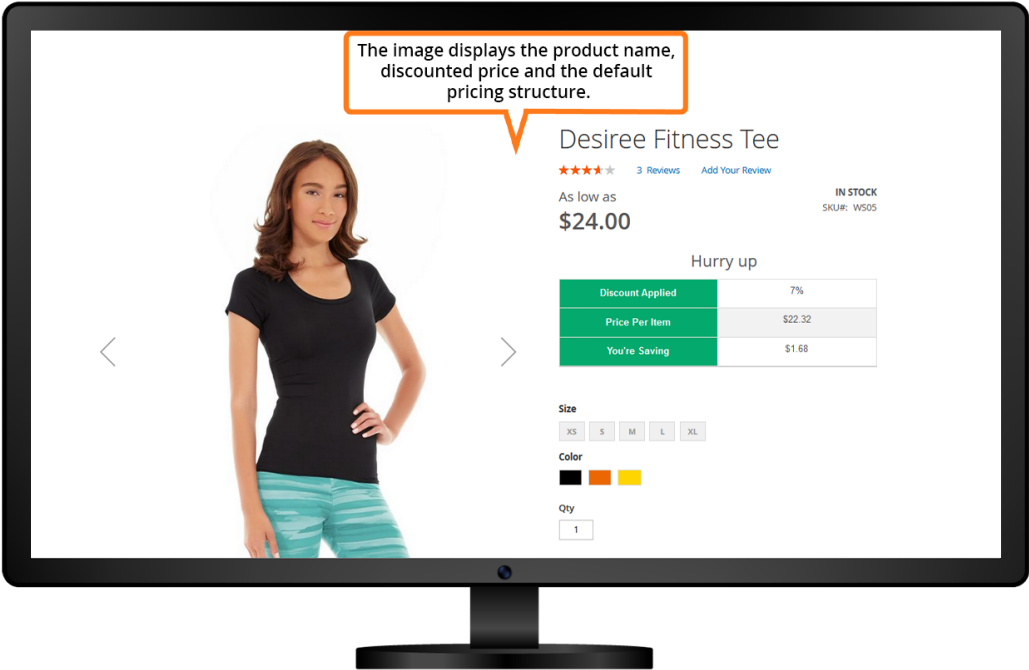 The image displays the product name,
discounted price and the default
pricing structure.
Desiree Fitness Tee
3 Reviews Add Your Review
As low as
$24.00
IN STOCK
SKU#: WS05
Hurry up
Discount Applied 7%
Price Per Item $22.32
You're Saving $1.68
Size
XS S M L XL
Color
Qty
1